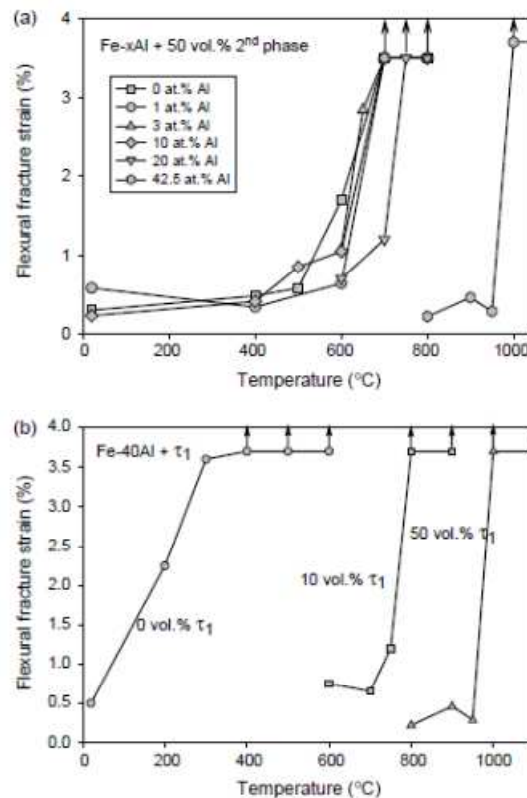 (a)
Fe-xAl + 50 vol.% 2nd phase
0 at.% Al
1 at.% Al
3 at.% Al
10 at.% Al
20 at.% Al
42.5 at.% Al
Flexural fracture strain (%)
4
3
2
1
0
0 200 400 600 800 1000
Temperature (°C)
(b)
Fe-40Al + τ1
0 vol.% τ1
10 vol.% τ1
50 vol.% τ1
Flexural fracture strain (%)
4.0
3.5
3.0
2.5
2.0
1.5
1.0
0.5
0.0
0 200 400 600 800 1000
Temperature (°C)